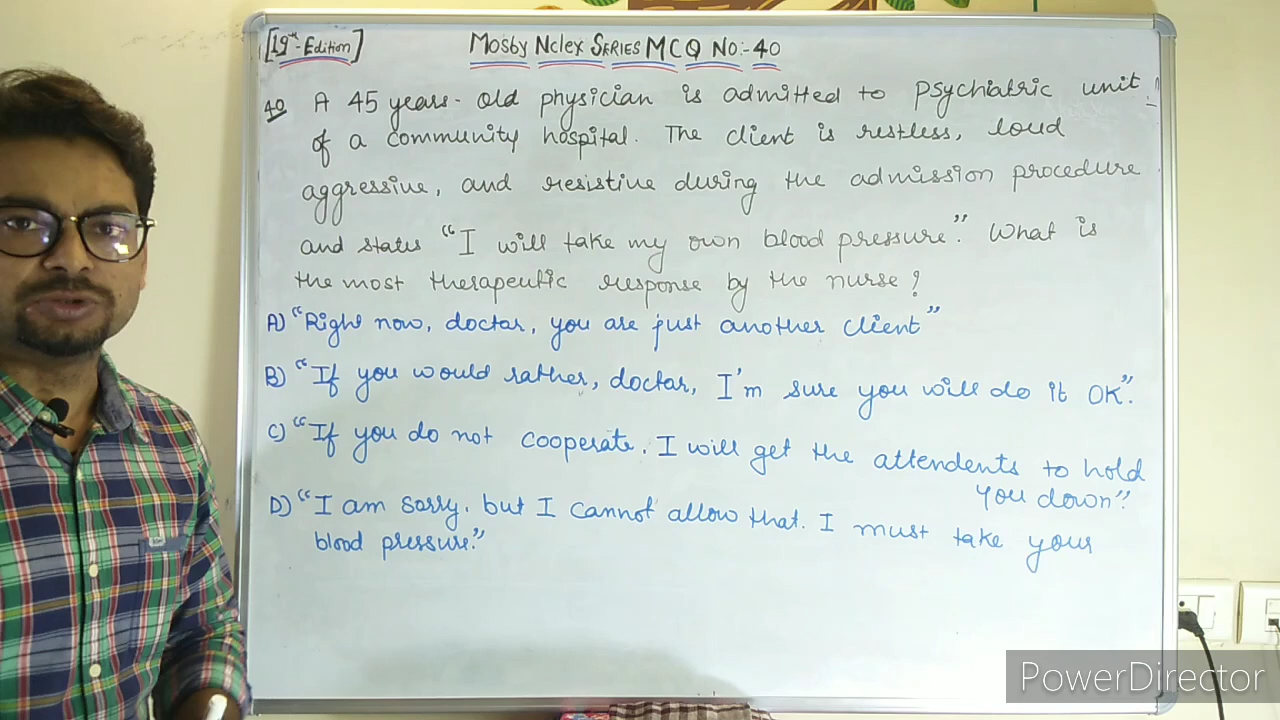 [19th Edition]
Mosby Nclex SERIES MCQ No:- 40
40 A 45 years- old physician is admitted to psychiatric unit
of a community hospital. The client is restless, loud
aggressive, and resistive during the admission procedure
and states "I will take my own blood pressure". What is
the most therapeutic response by the nurse?
A) "Right now, doctar, you are just another client"
B) "If you would rather, doctar, I'm sure you will do it OK".
C) "If you do not cooperate. I will get the attendents to hold
you down".
D) "I am sorry. but I cannot allow that. I must take your
blood pressure."
PowerDirector